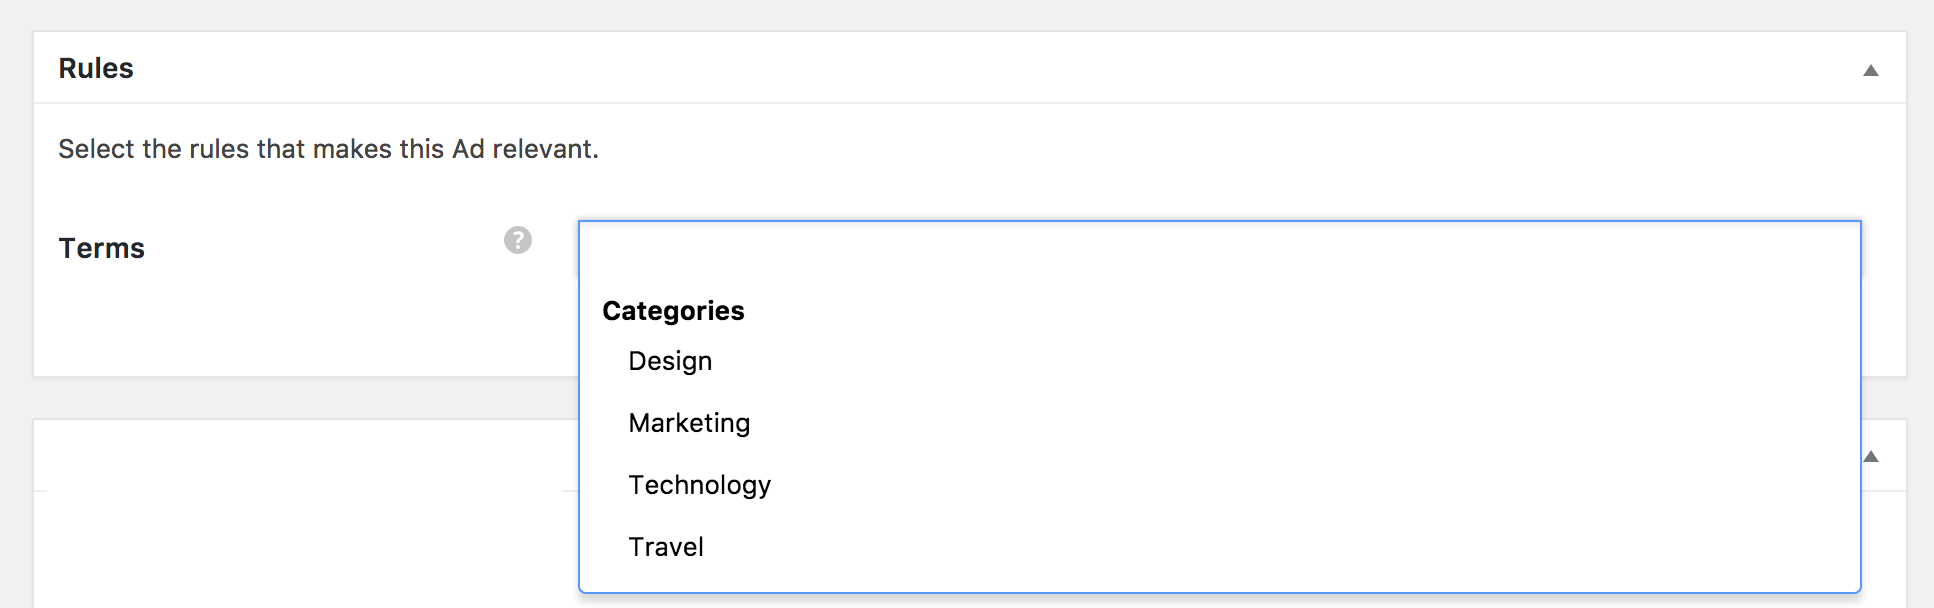 Rules
Select the rules that makes this Ad relevant.
Terms
?
Categories
Design
Marketing
Technology
Travel